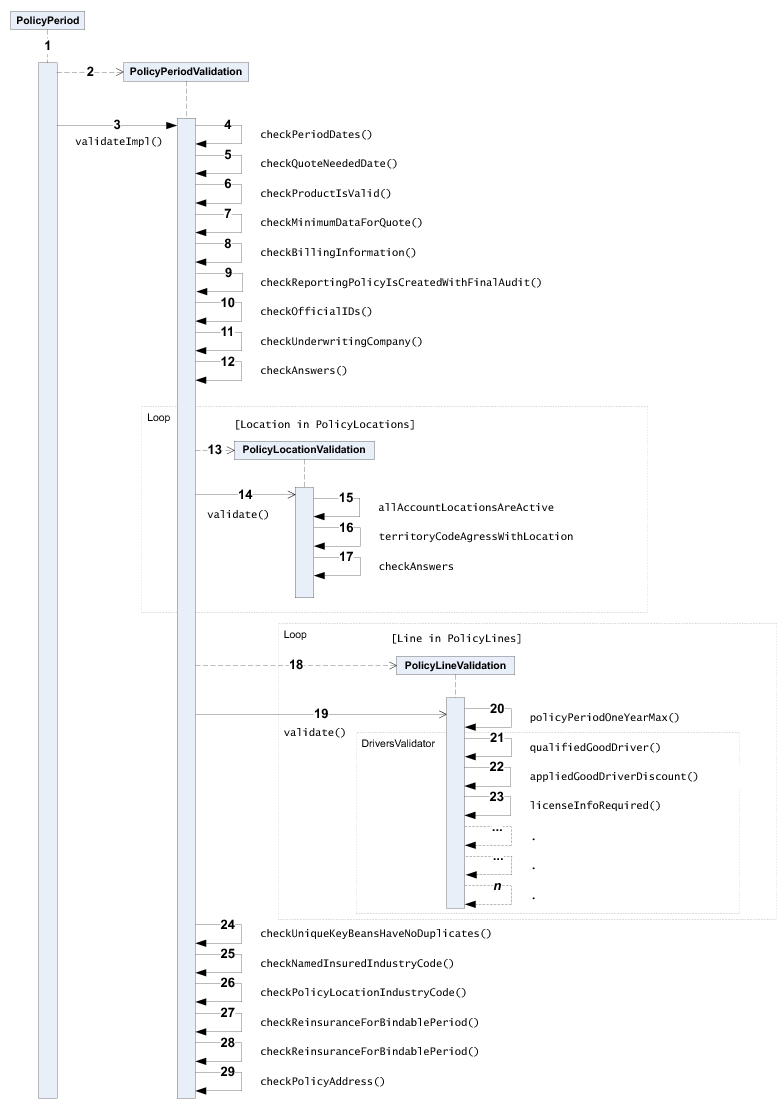 PolicyPeriod
1
2
PolicyPeriodValidation
3
validateImpl()
4
checkPeriodDates()
5
checkQuoteNeededDate()
6
checkProductIsValid()
7
checkMinimumDataForQuote()
8
checkBillingInformation()
9
checkReportingPolicyIsCreatedWithFinalAudit()
10
checkOfficialIDs()
11
checkUnderwritingCompany()
12
checkAnswers()
Loop
[Location in PolicyLocations]
13
PolicyLocationValidation
14
validate()
15
allAccountLocationsAreActive
16
territoryCodeAgressWithLocation
17
checkAnswers
Loop
[Line in PolicyLines]
18
PolicyLineValidation
19
validate()
20
policyPeriodOneYearMax()
DriversValidator
21
qualifiedGoodDriver()
22
appliedGoodDriverDiscount()
23
licenseInfoRequired()
...
.
...
.
n
.
24
checkUniqueKeyBeansHaveNoDuplicates()
25
checkNamedInsuredIndustryCode()
26
checkPolicyLocationIndustryCode()
27
checkReinsuranceForBindablePeriod()
28
checkReinsuranceForBindablePeriod()
29
checkPolicyAddress()